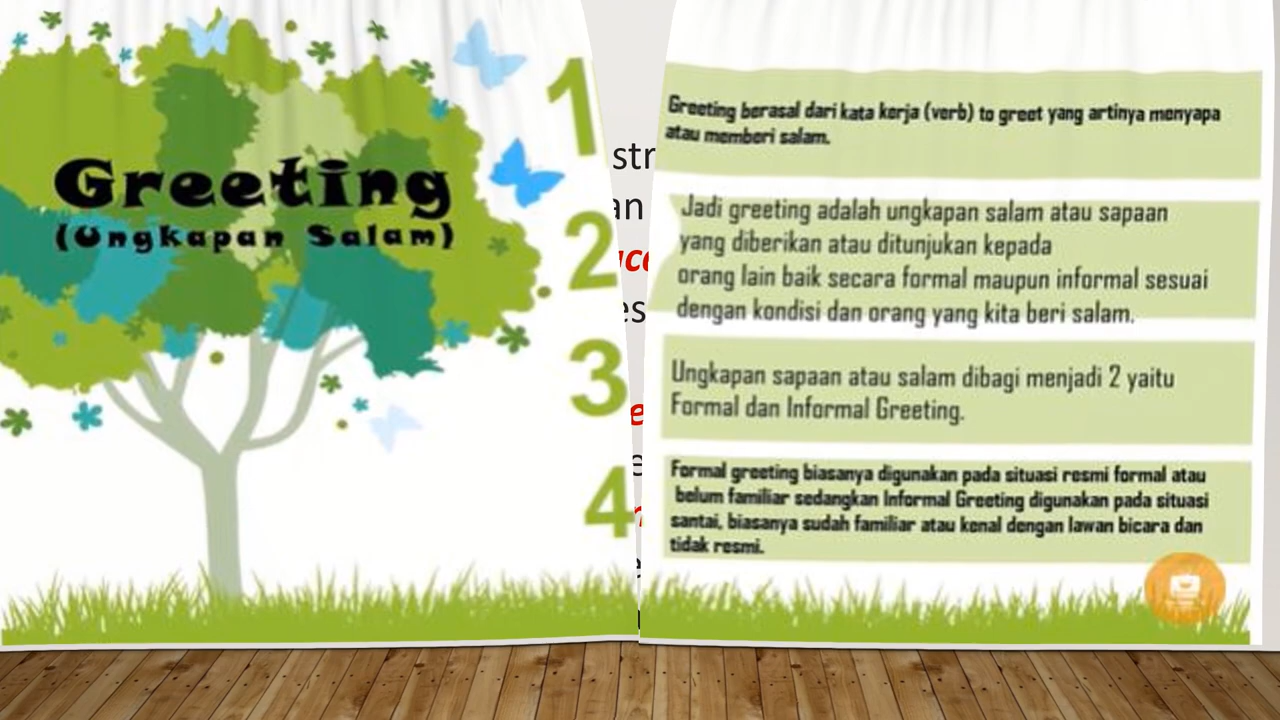 Greeting
(Ungkapan Salam)
1
Greeting berasal dari kata kerja (verb) to greet yang artinya menyapa
atau memberi salam.
2
Jadi greeting adalah ungkapan salam atau sapaan
yang diberikan atau ditunjukan kepada
orang lain baik secara formal maupun informal sesuai
dengan kondisi dan orang yang kita beri salam.
3
Ungkapan sapaan atau salam dibagi menjadi 2 yaitu
Formal dan Informal Greeting.
4
Formal greeting biasanya digunakan pada situasi resmi formal atau
belum familiar sedangkan Informal Greeting digunakan pada situasi
santai, biasanya sudah familiar atau kenal dengan lawan bicara dan
tidak resmi.